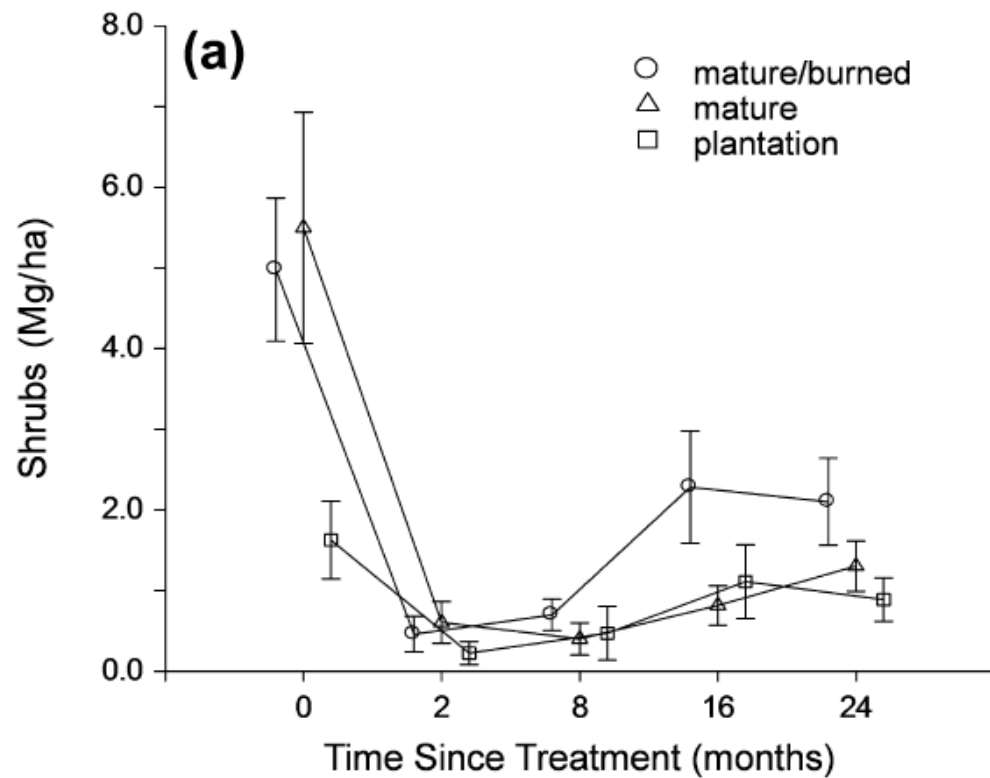 (a)
mature/burned
mature
plantation
8.0
6.0
4.0
2.0
0.0
Shrubs (Mg/ha)
0 2 8 16 24
Time Since Treatment (months)